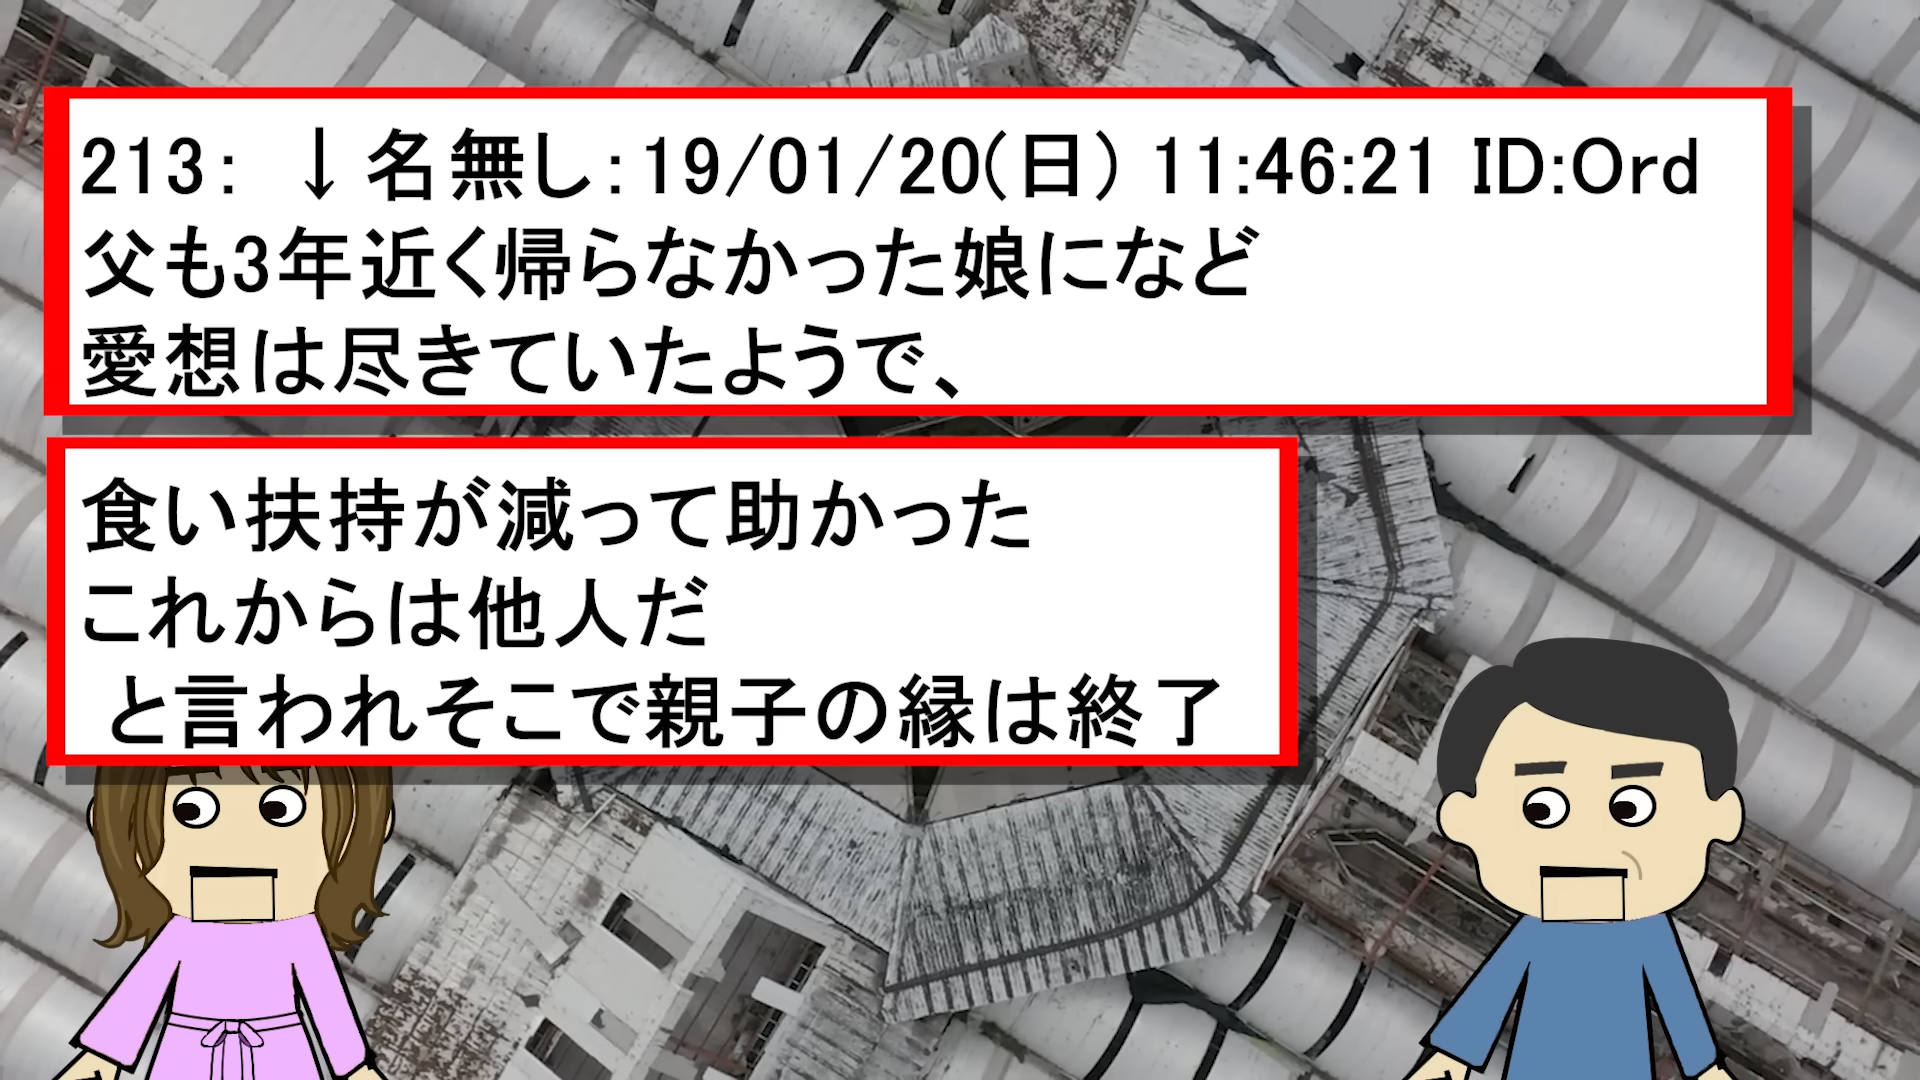 213： ↓名無し：19/01/20(日) 11:46:21 ID:Ord
父も3年近く帰らなかった娘になど
愛想は尽きていたようで、
食い扶持が減って助かった
これからは他人だ
と言われそこで親子の縁は終了